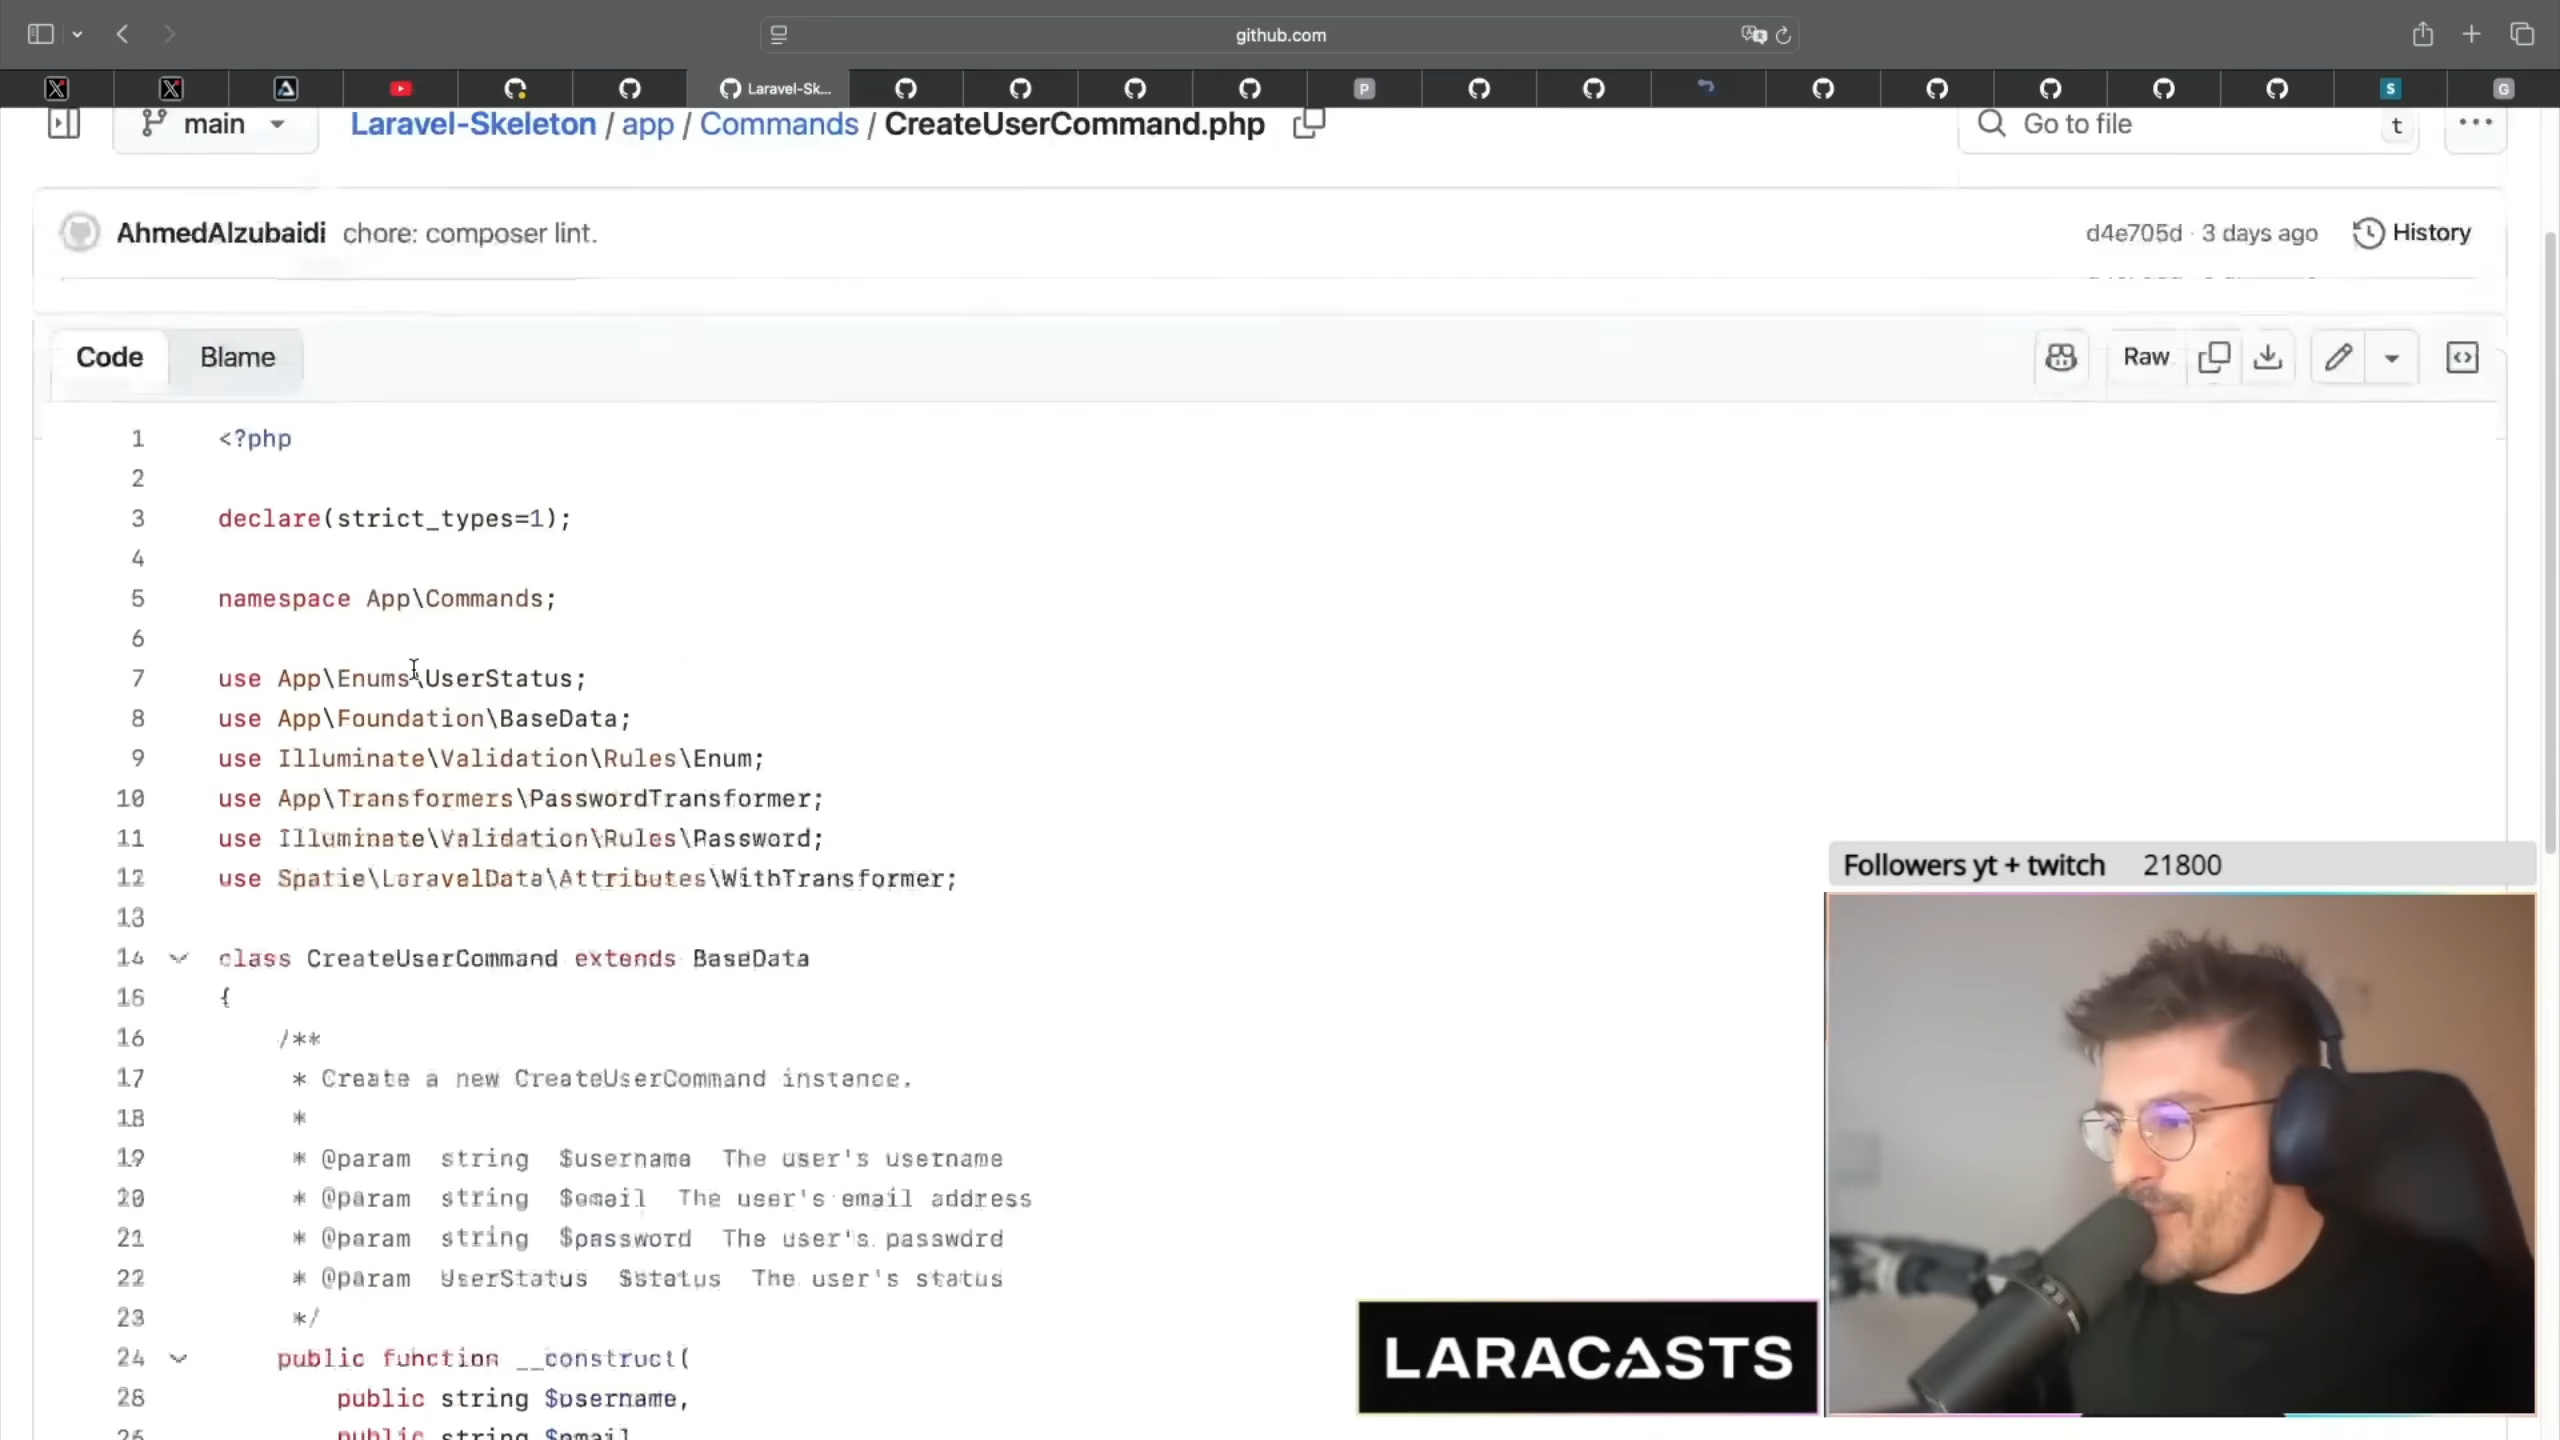 github.com
Laravel-Sk...
P
S
G
main
Laravel-Skeleton / app / Commands / CreateUserCommand.php
Go to file
t
AhmedAlzubaidi chore: composer lint.
d4e705d · 3 days ago
History
Code
Blame
Raw
1 <?php
2
3 declare(strict_types=1);
4
5 namespace App\Commands;
6
7 use App\Enums\UserStatus;
8 use App\Foundation\BaseData;
9 use Illuminate\Validation\Rules\Enum;
10 use App\Transformers\PasswordTransformer;
11 use Illuminate\Validation\Rules\Password;
12 use Spatie\LaravelData\Attributes\WithTransformer;
13
14 class CreateUserCommand extends BaseData
{
16 /**
17 * Create a new CreateUserCommand instance.
18 *
19 * @param string $username The user's username
20 * @param string $email The user's email address
21 * @param string $password The user's password
22 * @param UserStatus $status The user's status
23 */
24 public function __construct(
public string $username,
public string $email
Followers yt + twitch 21800
LARACASTS